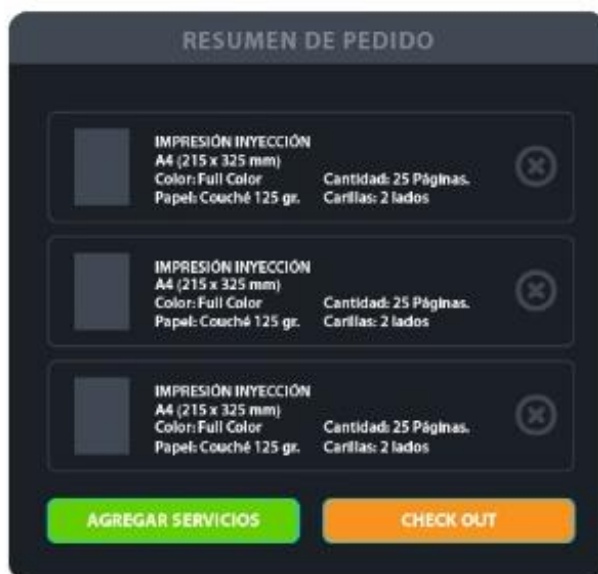 RESUMEN DE PEDIDO
IMPRESIÓN INYECCIÓN
A4 (215 x 325 mm)
Color: Full Color Cantidad: 25 Páginas.
Papel: Couché 125 gr. Carillas: 2 lados
IMPRESIÓN INYECCIÓN
A4 (215 x 325 mm)
Color: Full Color Cantidad: 25 Páginas.
Papel: Couché 125 gr. Carillas: 2 lados
IMPRESIÓN INYECCIÓN
A4 (215 x 325 mm)
Color: Full Color Cantidad: 25 Páginas.
Papel: Couché 125 gr. Carillas: 2 lados
AGREGAR SERVICIOS CHECK OUT